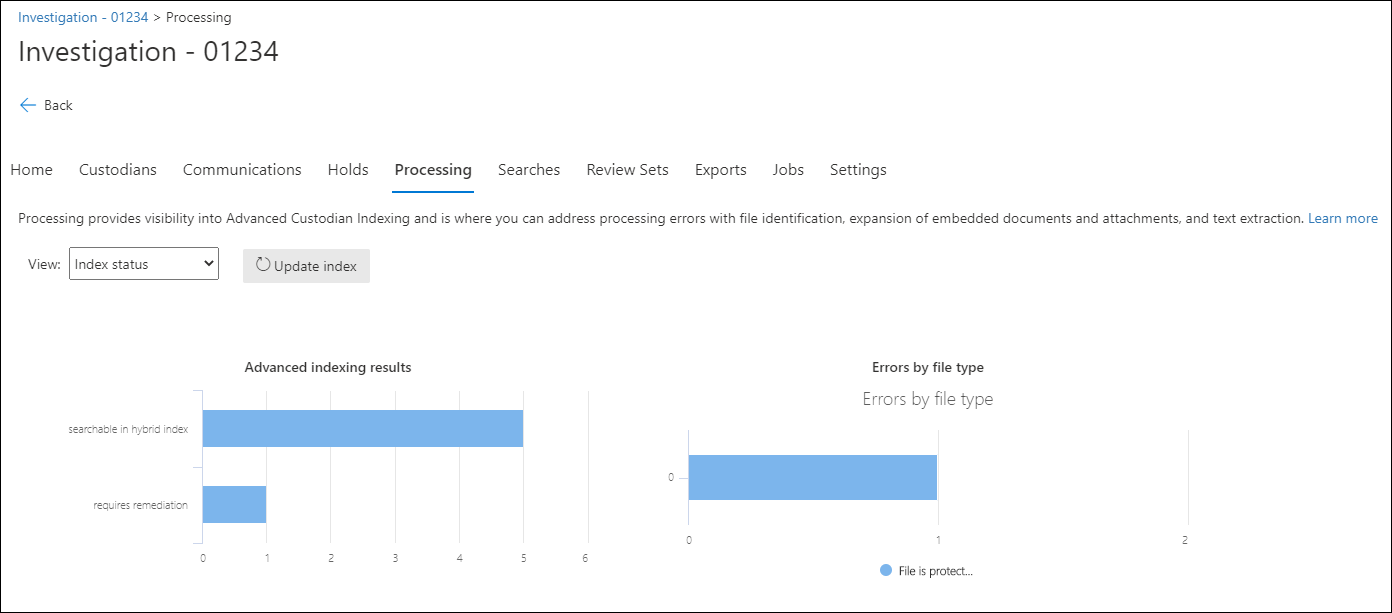 Investigation - 01234 > Processing
Investigation - 01234
Back
Home Custodians Communications Holds Processing Searches Review Sets Exports Jobs Settings
Processing provides visibility into Advanced Custodian Indexing and is where you can address processing errors with file identification, expansion of embedded documents and attachments, and text extraction. Learn more
View: Index status Update index
Advanced indexing results
searchable in hybrid index
requires remediation
0 1 2 3 4 5 6
Errors by file type
Errors by file type
0
0 1 2
File is protect...